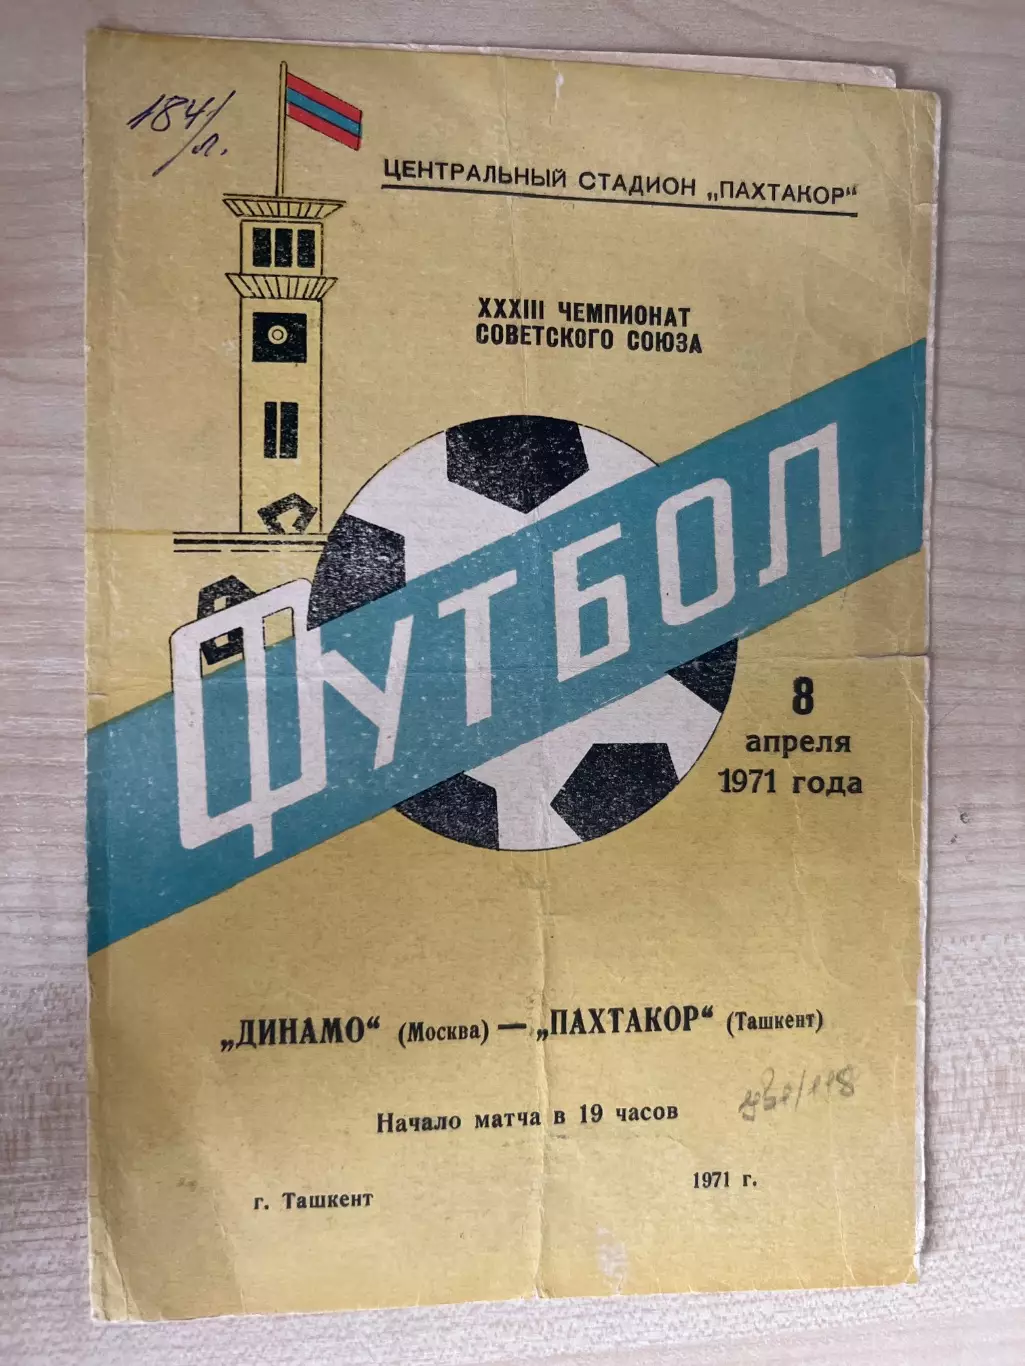 184/л.
ЦЕНТРАЛЬНЫЙ СТАДИОН „ПАХТАКОР“
XXXIII ЧЕМПИОНАТ
СОВЕТСКОГО СОЮЗА
ФУТБОЛ
8
апреля
1971 года
„ДИНАМО“ (Москва) — „ПАХТАКОР“ (Ташкент)
Начало матча в 19 часов
г. Ташкент
1971 г.